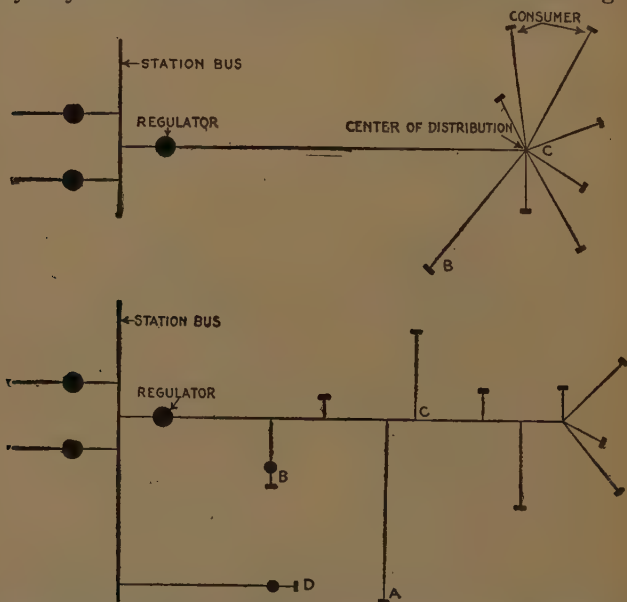 CONSUMER
STATION BUS
REGULATOR
CENTER OF DISTRIBUTION
C
B
STATION BUS
REGULATOR
C
B
D
A